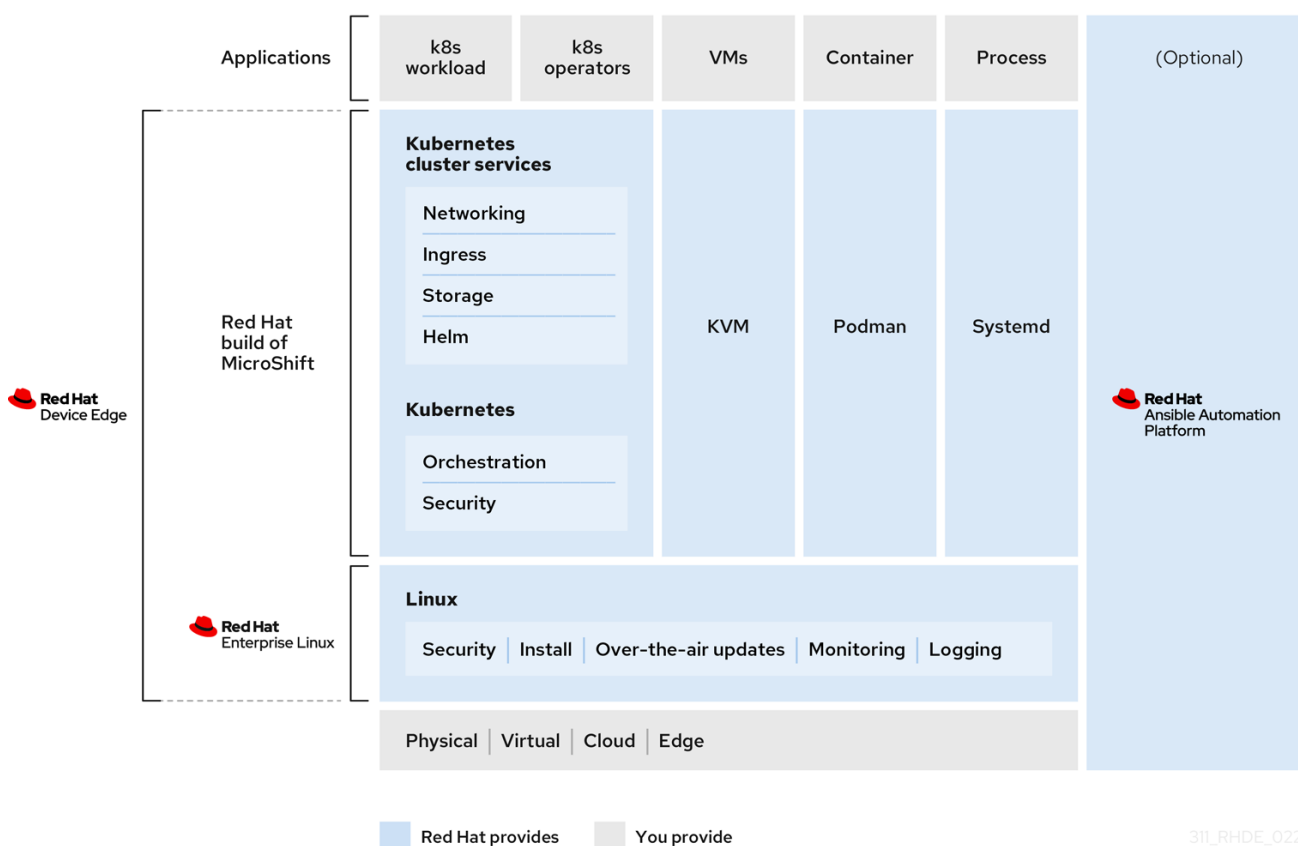 Applications
k8s
workload
k8s
operators
VMs
Container
Process
(Optional)
Kubernetes
cluster services
Networking
Ingress
Storage
Helm
Kubernetes
Orchestration
Security
Red Hat
build of
MicroShift
KVM
Podman
Systemd
Red Hat
Device Edge
Red Hat
Ansible Automation
Platform
Red Hat
Enterprise Linux
Linux
Security | Install | Over-the-air updates | Monitoring | Logging
Physical | Virtual | Cloud | Edge
Red Hat provides
You provide
311_RHDE_022